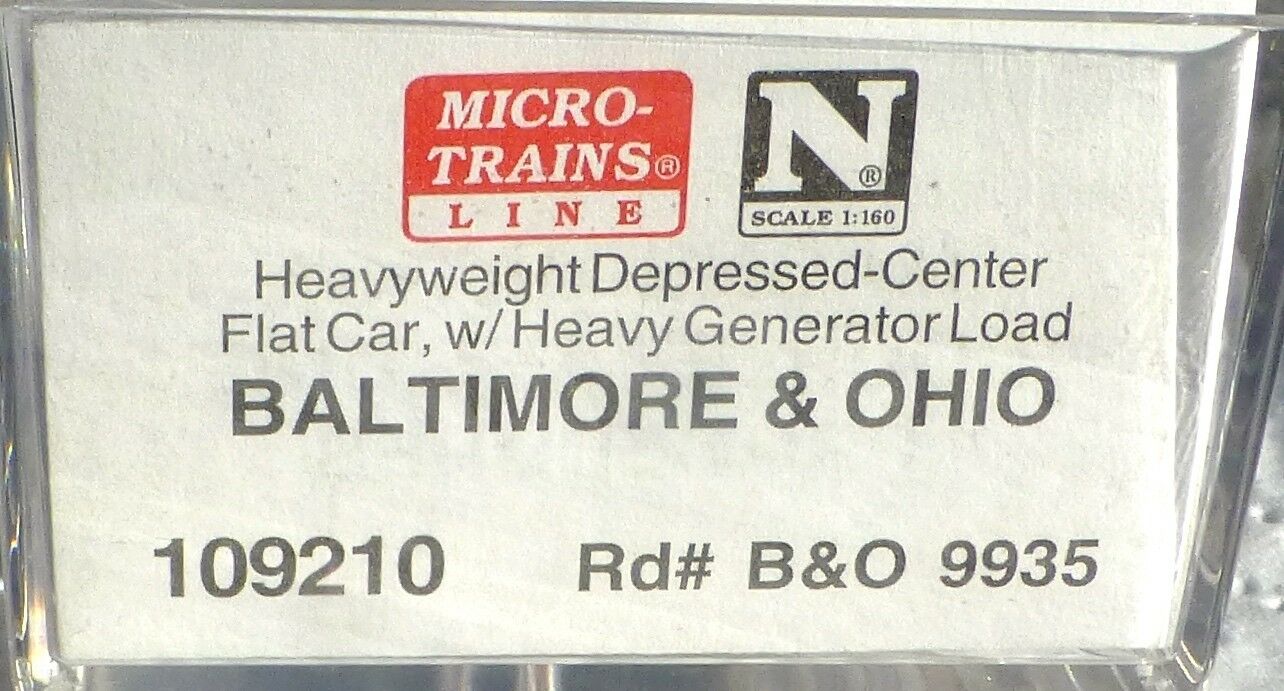 MICRO-
TRAINS®
LINE
N®
SCALE 1:160
Heavyweight Depressed-Center
Flat Car, w/ Heavy Generator Load
BALTIMORE & OHIO
109210 Rd# B&O 9935